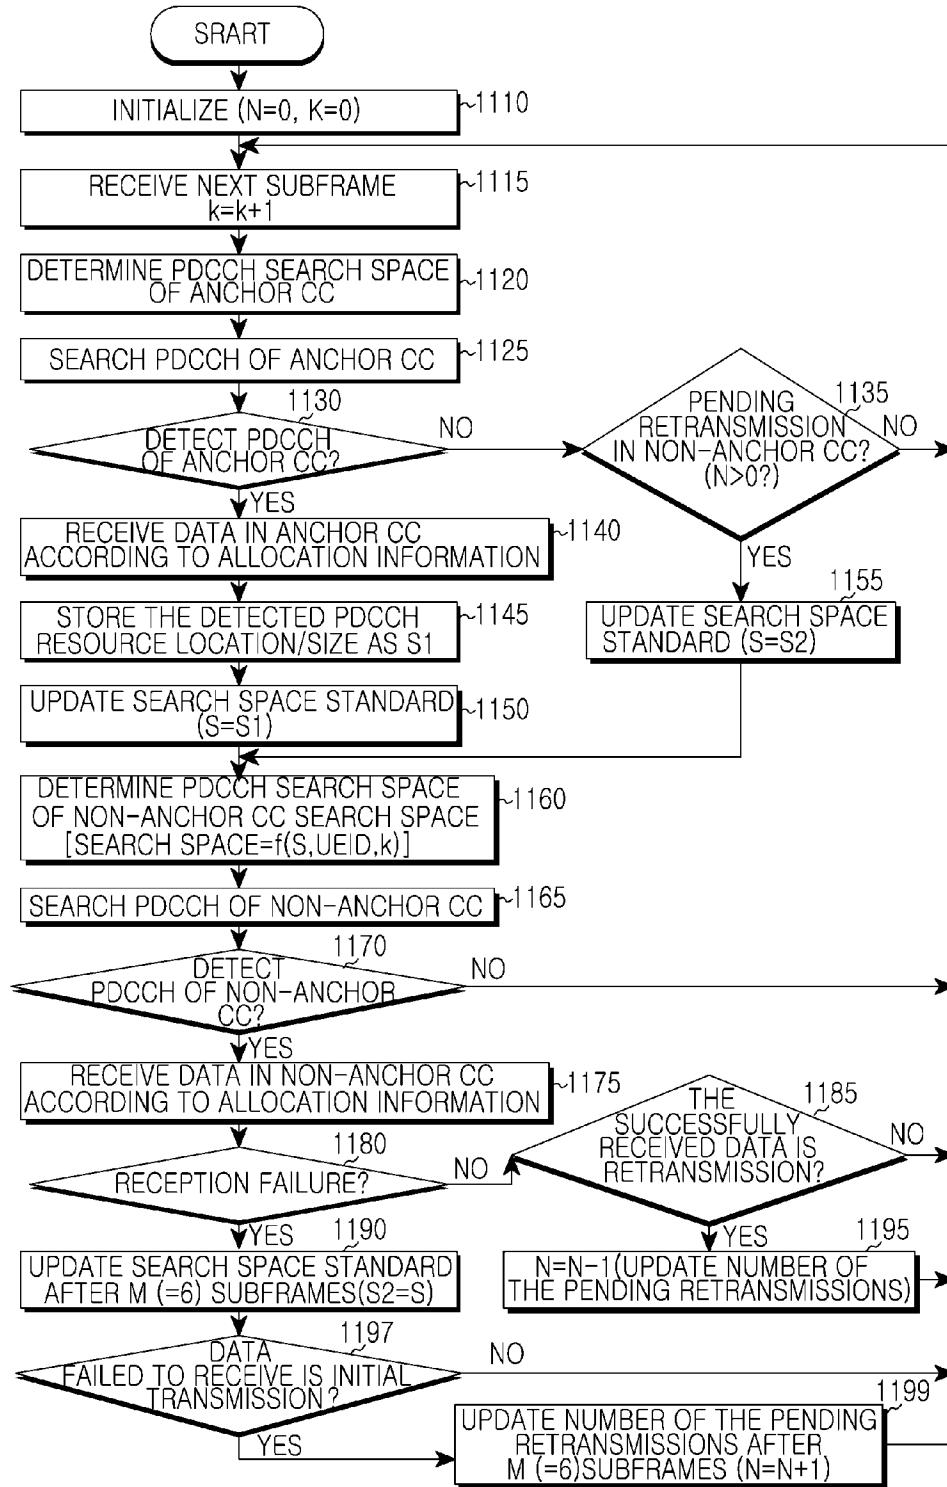 SRART
INITIALIZE (N=0, K=0)
1110
RECEIVE NEXT SUBFRAME
k=k+1
1115
DETERMINE PDCCH SEARCH SPACE
OF ANCHOR CC
1120
SEARCH PDCCH OF ANCHOR CC
1125
1130
DETECT PDCCH
OF ANCHOR CC?
NO
YES
PENDING
RETRANSMISSION
IN NON-ANCHOR CC?
(N>0?)
1135
NO
YES
RECEIVE DATA IN ANCHOR CC
ACCORDING TO ALLOCATION INFORMATION
1140
STORE THE DETECTED PDCCH
RESOURCE LOCATION/SIZE AS S1
1145
1155
UPDATE SEARCH SPACE
STANDARD (S=S2)
UPDATE SEARCH SPACE STANDARD
(S=S1)
1150
DETERMINE PDCCH SEARCH SPACE
OF NON-ANCHOR CC SEARCH SPACE
[SEARCH SPACE=f(S,UEID,k)]
1160
SEARCH PDCCH OF NON-ANCHOR CC
1165
1170
DETECT
PDCCH OF NON-ANCHOR
CC?
NO
YES
RECEIVE DATA IN NON-ANCHOR CC
ACCORDING TO ALLOCATION INFORMATION
1175
1180
RECEPTION FAILURE?
NO
YES
THE
SUCCESSFULLY
RECEIVED DATA IS
RETRANSMISSION?
1185
NO
YES
1190
UPDATE SEARCH SPACE STANDARD
AFTER M (=6) SUBFRAMES(S2=S)
1195
N=N-1(UPDATE NUMBER OF
THE PENDING RETRANSMISSIONS)
1197
DATA
FAILED TO RECEIVE IS INITIAL
TRANSMISSION?
NO
YES
1199
UPDATE NUMBER OF THE PENDING
RETRANSMISSIONS AFTER
M (=6)SUBFRAMES (N=N+1)